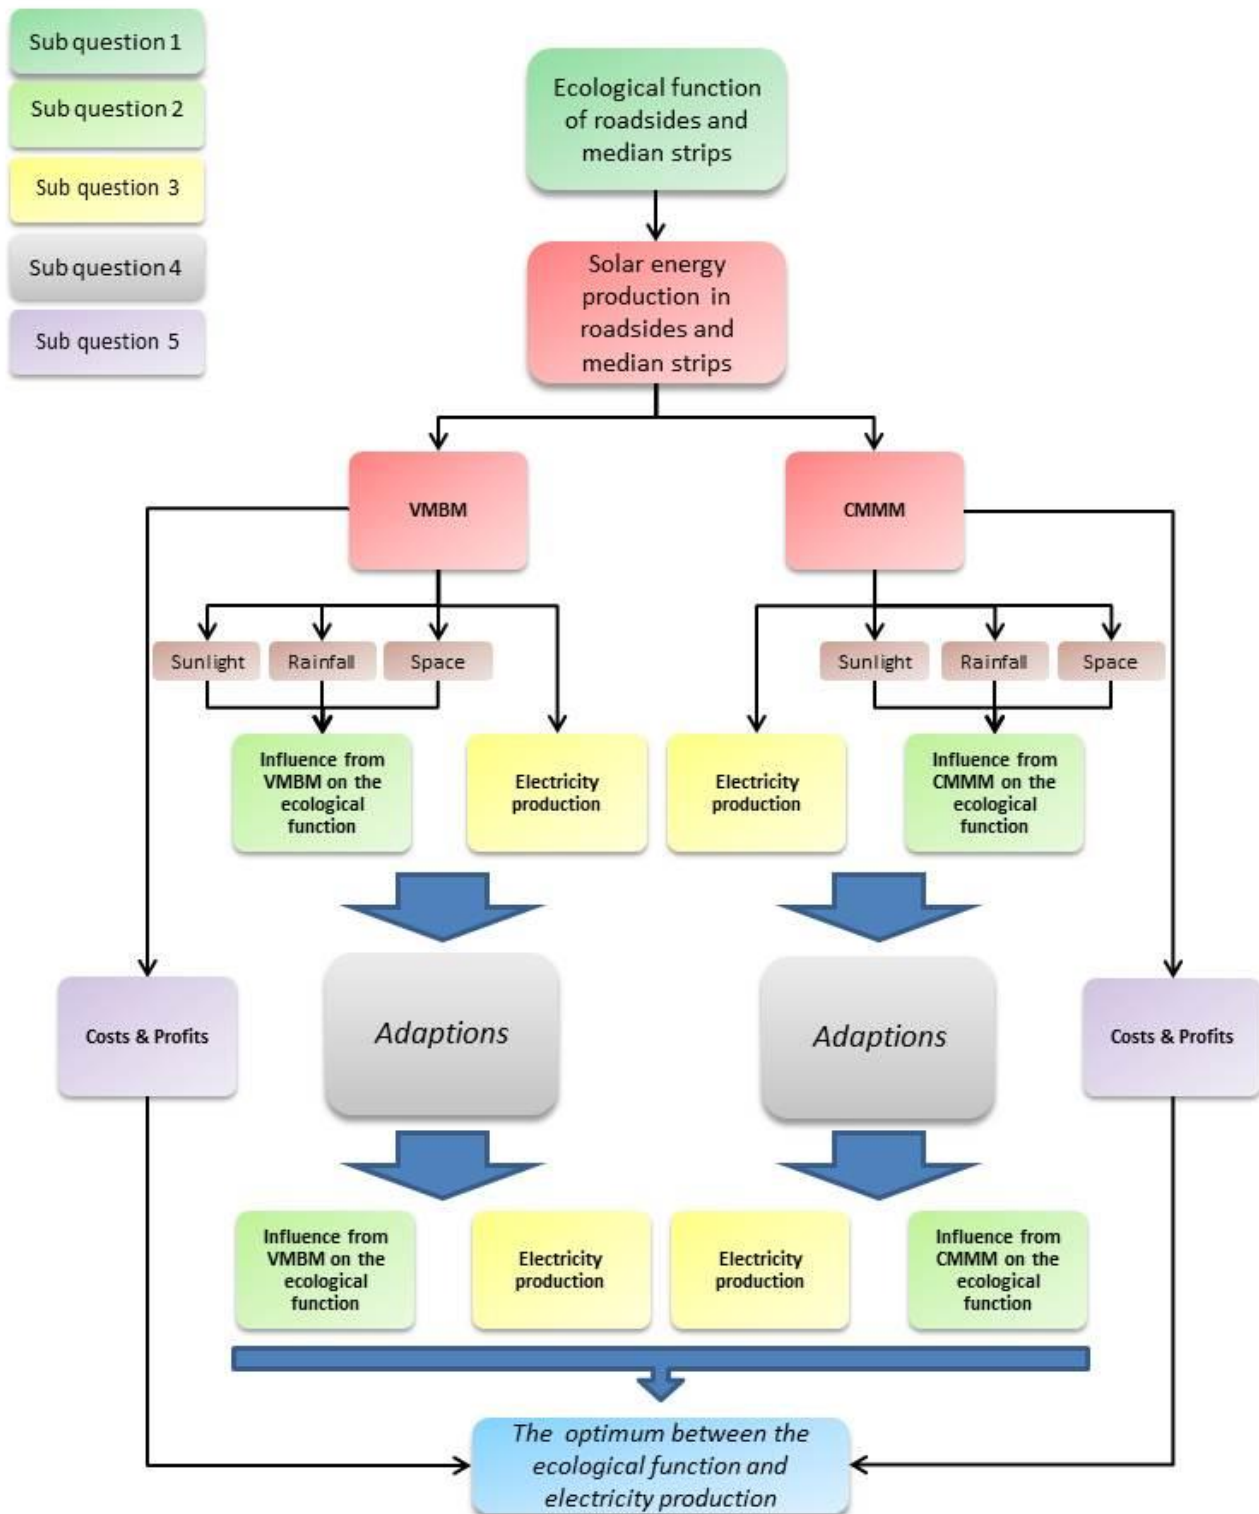 Sub question 1
Sub question 2
Sub question 3
Sub question 4
Sub question 5
Ecological function
of roadsides and
median strips
Solar energy
production in
roadsides and
median strips
VMBM
CMMM
Sunlight
Rainfall
Space
Sunlight
Rainfall
Space
Influence from
VMBM on the
ecological
function
Electricity
production
Electricity
production
Influence from
CMMM on the
ecological
function
Costs & Profits
Adaptions
Adaptions
Costs & Profits
Influence from
VMBM on the
ecological
function
Electricity
production
Electricity
production
Influence from
CMMM on the
ecological
function
The optimum between the
ecological function and
electricity production